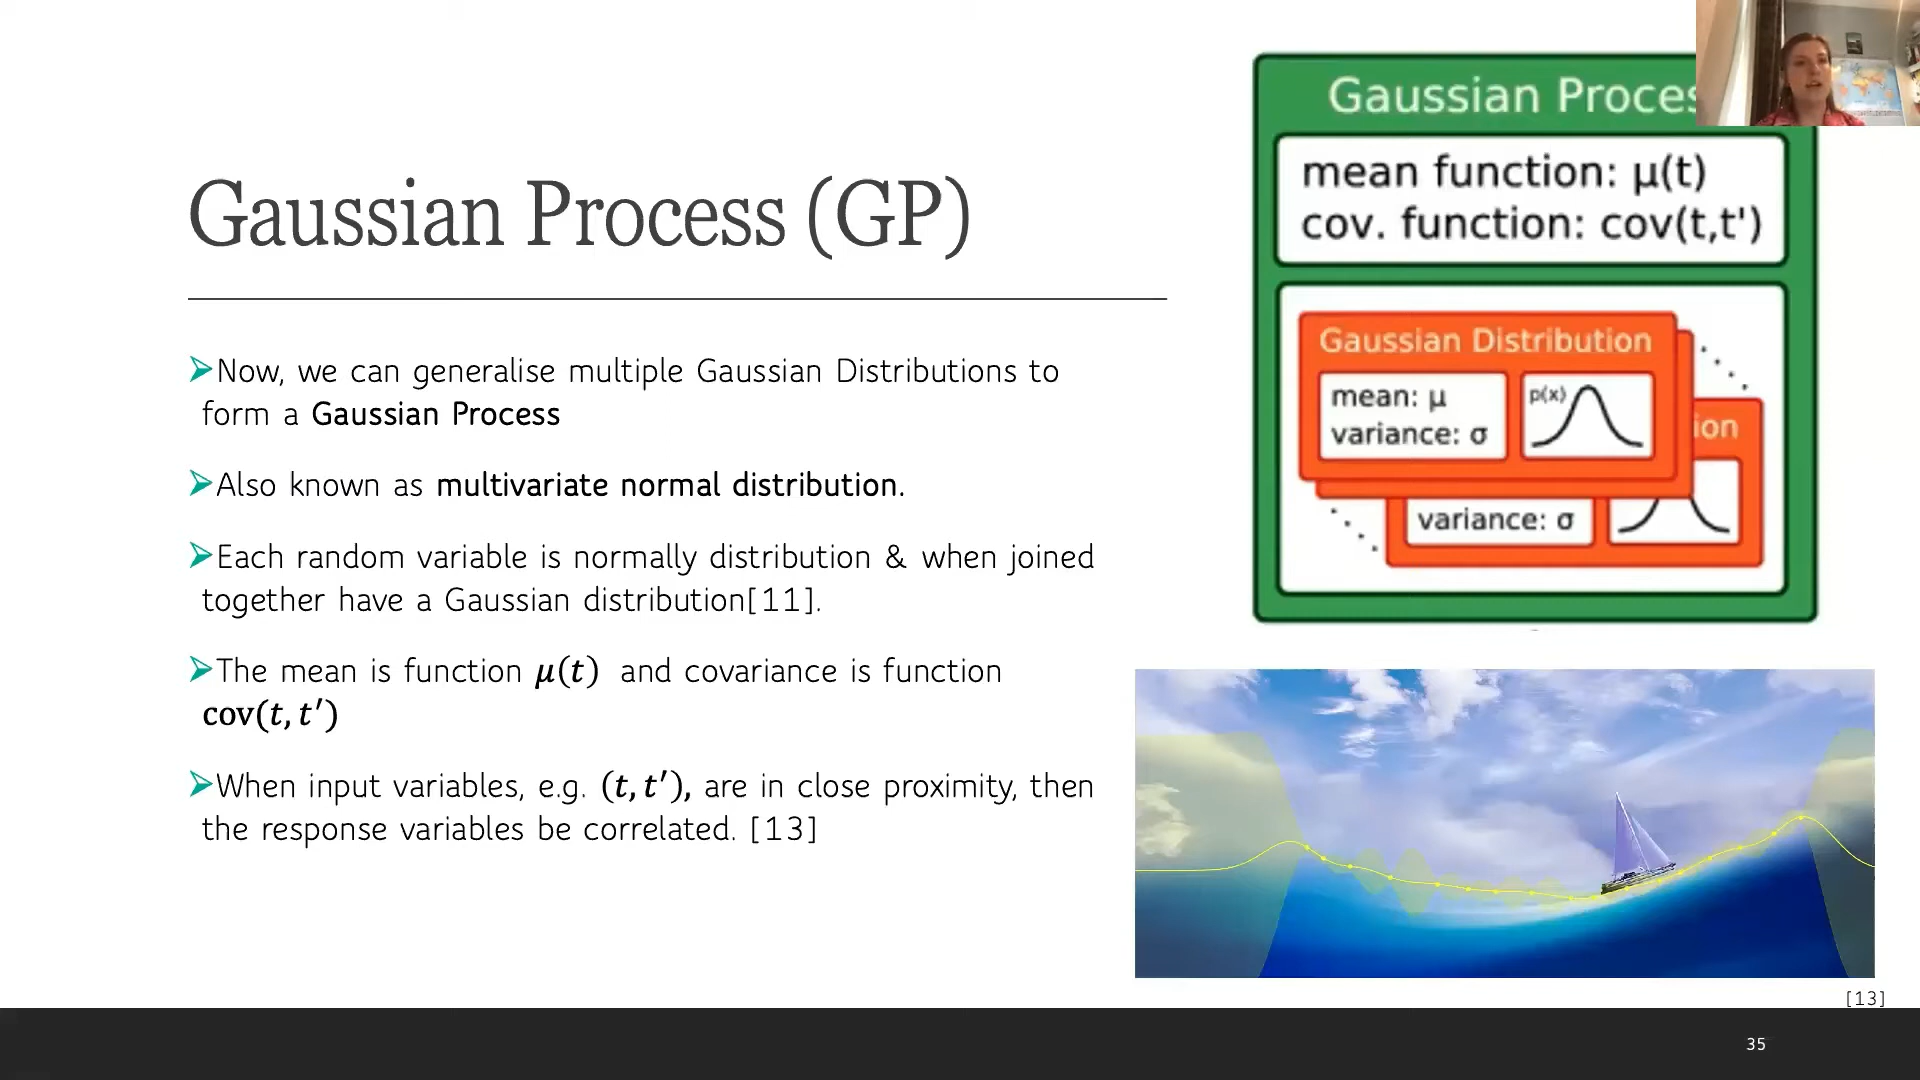 Gaussian Process (GP)
➢Now, we can generalise multiple Gaussian Distributions to
form a Gaussian Process
➢Also known as multivariate normal distribution.
➢Each random variable is normally distribution & when joined
together have a Gaussian distribution[11].
➢The mean is function μ(t) and covariance is function
cov(t, t′)
➢When input variables, e.g. (t, t′), are in close proximity, then
the response variables be correlated. [13]
Gaussian Proces
mean function: μ(t)
cov. function: cov(t,t')
Gaussian Distribution
mean: μ
variance: σ
p(x)
ion
variance: σ
[13]
35